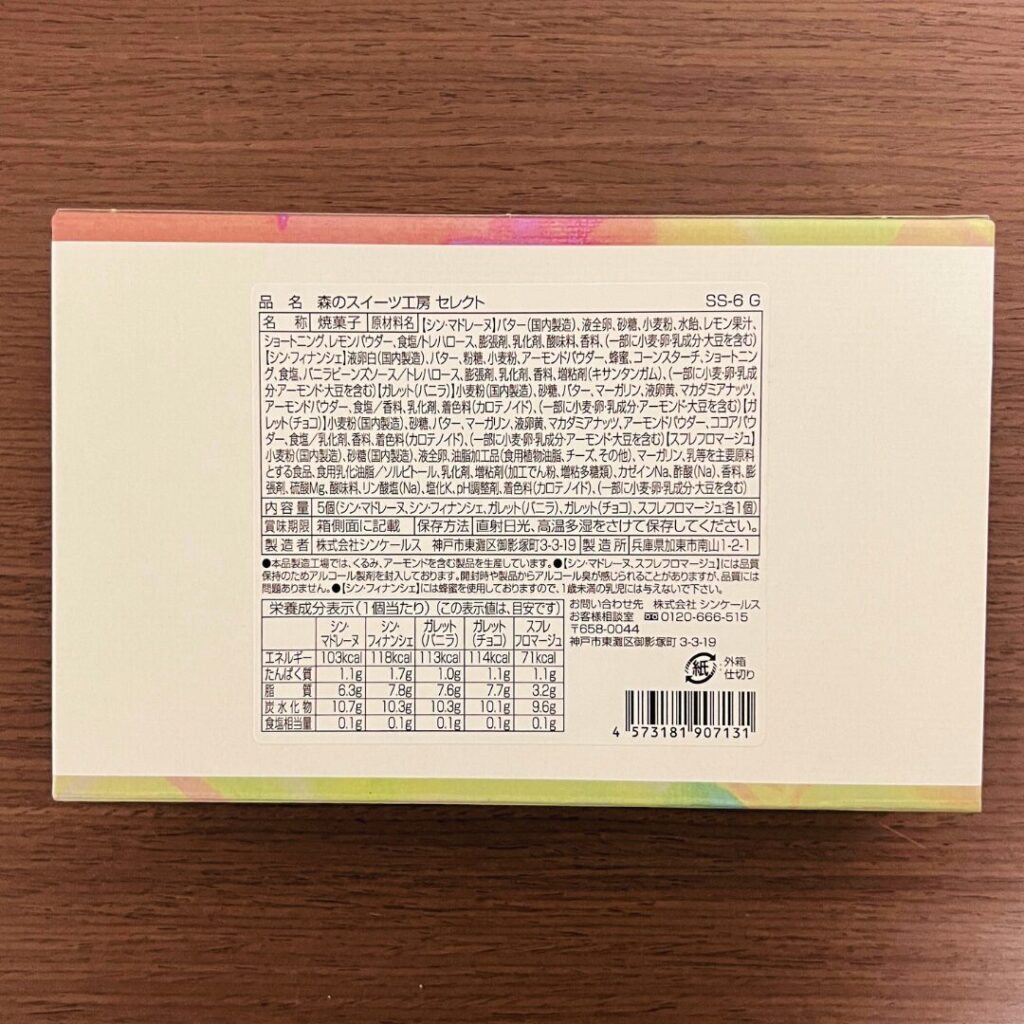 品 名 森のスイーツ工房 セレクト SS-6 G
名 称 焼菓子 原材料名 【シン・マドレーヌ】バター(国内製造)、液全卵、砂糖、小麦粉、水飴、レモン果汁、
ショートニング、レモンパウダー、食塩/トレハロース、膨張剤、乳化剤、酸味料、香料、(一部に小麦・卵・乳成分・大豆を含む)
【シン・フィナンシェ】液卵白(国内製造)、バター、粉糖、小麦粉、アーモンドパウダー、蜂蜜、コーンスターチ、ショートニン
グ、食塩、バニラビーンズソース/トレハロース、膨張剤、乳化剤、香料、増粘剤(キサンタンガム)、(一部に小麦・卵・乳成
分・アーモンド・大豆を含む)【ガレット(バニラ)】小麦粉(国内製造)、砂糖、バター、マーガリン、液卵黄、マカダミアナッツ、
アーモンドパウダー、食塩/香料、乳化剤、着色料(カロテノイド)、(一部に小麦・卵・乳成分・アーモンド・大豆を含む)【ガ
レット(チョコ)】小麦粉(国内製造)、砂糖、バター、マーガリン、液卵黄、マカダミアナッツ、アーモンドパウダー、ココアパウ
ダー、食塩/乳化剤、香料、着色料(カロテノイド)、(一部に小麦・卵・乳成分・アーモンド・大豆を含む)【スフレフロマージュ】
小麦粉(国内製造)、砂糖(国内製造)、液全卵、油脂加工品(食用植物油脂、チーズ、その他)、マーガリン、乳等を主要原料
とする食品、食用乳化油脂/ソルビトール、乳化剤、増粘剤(加工でん粉、増粘多糖類)、カゼインNa、酢酸(Na)、香料、膨
張剤、硫酸Mg、酸味料、リン酸塩(Na)、塩化K、pH調整剤、着色料(カロテノイド)、(一部に小麦・卵・乳成分・大豆を含む)
内 容 量 5個(シン・マドレーヌ、シン・フィナンシェ、ガレット(バニラ)、ガレット(チョコ)、スフレフロマージュ:各1個)
賞味期限 箱側面に記載 保存方法 直射日光、高温多湿をさけて保存してください。
製 造 者 株式会社シンケールス 神戸市東灘区御影塚町3-3-19 製 造 所 兵庫県加東市南山1-2-1
●本品製造工場では、くるみ、アーモンドを含む製品を生産しています。●【シン・マドレーヌ、スフレフロマージュ】には品質
保持のためアルコール製剤を封入しております。開封時や製品からアルコール臭が感じられることがありますが、品質には
問題ありません。●【シン・フィナンシェ】には蜂蜜を使用しておりますので、1歳未満の乳児には与えないで下さい。
栄養成分表示(1個当たり)(この表示値は、目安です)
シン・マドレーヌ シン・フィナンシェ ガレット(バニラ) ガレット(チョコ) スフレフロマージュ
エネルギー 103kcal 118kcal 113kcal 114kcal 71kcal
たんぱく質 1.1g 1.7g 1.0g 1.1g 1.1g
脂 質 6.3g 7.8g 7.6g 7.7g 3.2g
炭水化物 10.7g 10.3g 10.3g 10.1g 9.6g
食塩相当量 0.1g 0.1g 0.1g 0.1g 0.1g
お問い合わせ先 株式会社 シンケールス
お客様相談室 0120-666-515
〒658-0044
神戸市東灘区御影塚町 3-3-19
紙 外箱
仕切り
4 573181 907131